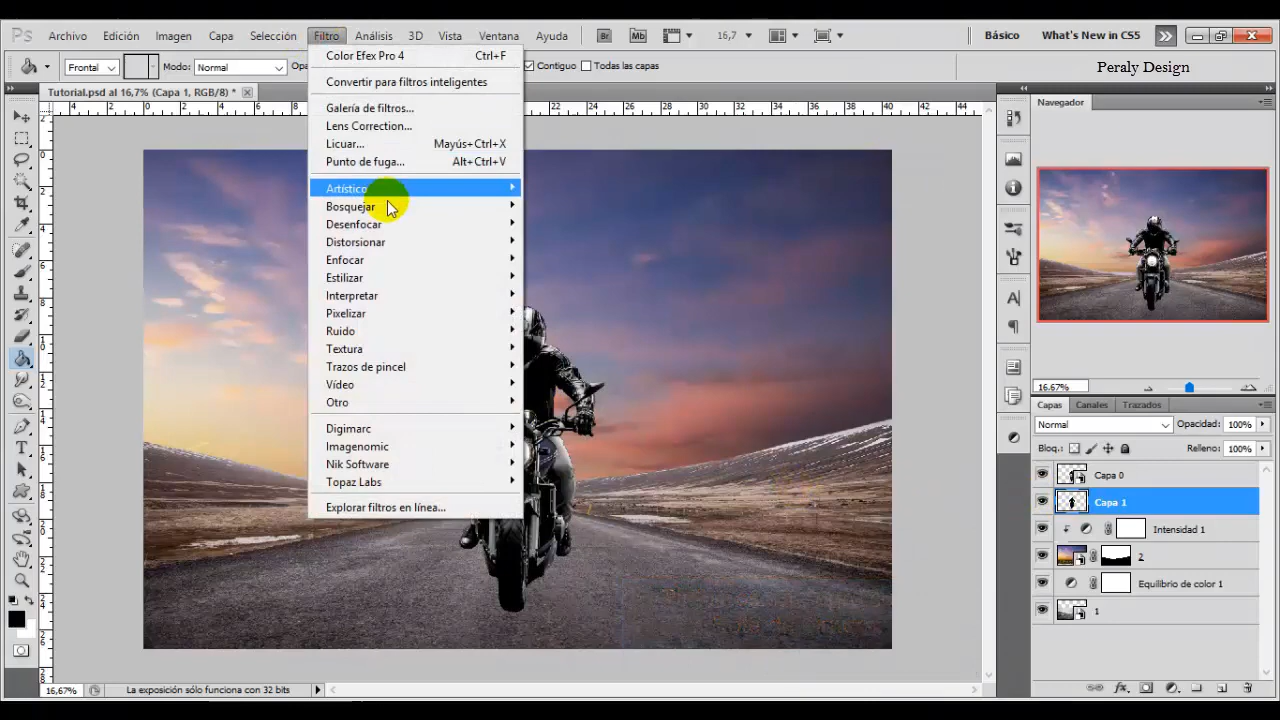 Ps Archivo Edición Imagen Capa Selección Filtro Análisis 3D Vista Ventana Ayuda Br Mb 16,7 Básico What's New in CS5
Frontal Modo: Normal Contiguo Todas las capas Peraly Design
Tutorial.psd al 16,7% (Capa 1, RGB/8) *
Color Efex Pro 4 Ctrl+F
Convertir para filtros inteligentes
Galería de filtros...
Lens Correction...
Licuar... Mayús+Ctrl+X
Punto de fuga... Alt+Ctrl+V
Artístico
Bosquejar
Desenfocar
Distorsionar
Enfocar
Estilizar
Interpretar
Pixelizar
Ruido
Textura
Trazos de pincel
Vídeo
Otro
Digimarc
Imagenomic
Nik Software
Topaz Labs
Explorar filtros en línea...
Navegador
16.67%
Capas Canales Trazados
Normal Opacidad: 100%
Bloq.: Relleno: 100%
Capa 0
Capa 1
Intensidad 1
2
Equilibrio de color 1
1
16,67% La exposición sólo funciona con 32 bits